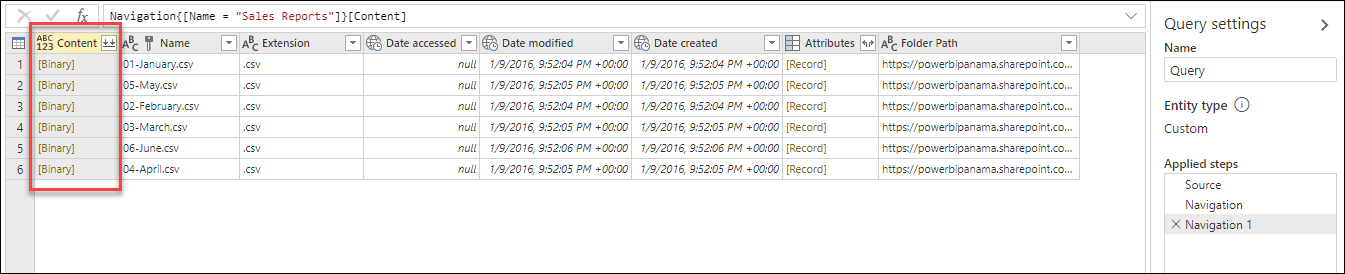 fx Navigation{[Name = "Sales Reports"]}[Content]
ABC 123 Content ABC Name ABC Extension Date accessed Date modified Date created Attributes ABC Folder Path
1 [Binary] 01-January.csv .csv null 1/9/2016, 9:52:04 PM +00:00 1/9/2016, 9:52:04 PM +00:00 [Record] https://powerbipanama.sharepoint.co...
2 [Binary] 05-May.csv .csv null 1/9/2016, 9:52:05 PM +00:00 1/9/2016, 9:52:05 PM +00:00 [Record] https://powerbipanama.sharepoint.co...
3 [Binary] 02-February.csv .csv null 1/9/2016, 9:52:04 PM +00:00 1/9/2016, 9:52:04 PM +00:00 [Record] https://powerbipanama.sharepoint.co...
4 [Binary] 03-March.csv .csv null 1/9/2016, 9:52:05 PM +00:00 1/9/2016, 9:52:05 PM +00:00 [Record] https://powerbipanama.sharepoint.co...
5 [Binary] 06-June.csv .csv null 1/9/2016, 9:52:06 PM +00:00 1/9/2016, 9:52:06 PM +00:00 [Record] https://powerbipanama.sharepoint.co...
6 [Binary] 04-April.csv .csv null 1/9/2016, 9:52:05 PM +00:00 1/9/2016, 9:52:05 PM +00:00 [Record] https://powerbipanama.sharepoint.co...
Query settings
Name
Query
Entity type
Custom
Applied steps
Source
Navigation
Navigation 1